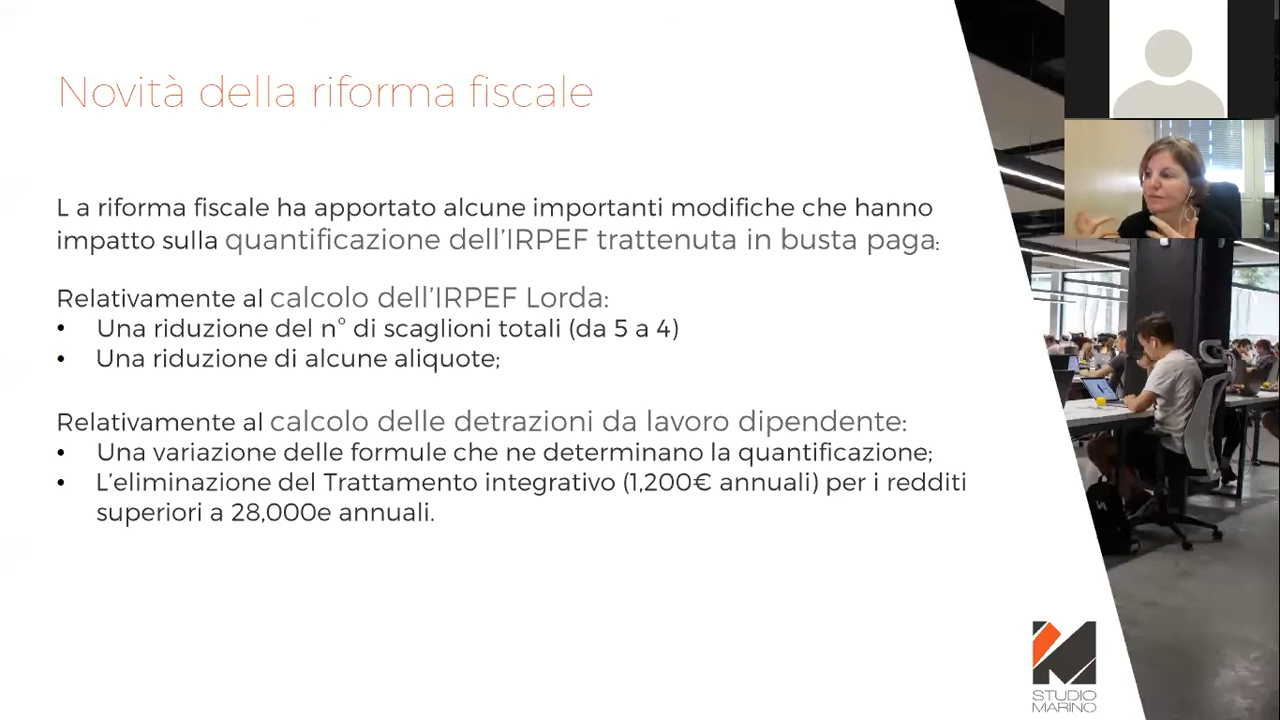 Novità della riforma fiscale
L a riforma fiscale ha apportato alcune importanti modifiche che hanno
impatto sulla quantificazione dell'IRPEF trattenuta in busta paga:
Relativamente al calcolo dell'IRPEF Lorda:
• Una riduzione del n° di scaglioni totali (da 5 a 4)
• Una riduzione di alcune aliquote;
Relativamente al calcolo delle detrazioni da lavoro dipendente:
• Una variazione delle formule che ne determinano la quantificazione;
• L'eliminazione del Trattamento integrativo (1,200€ annuali) per i redditi
superiori a 28,000e annuali.
STUDIO
MARINO